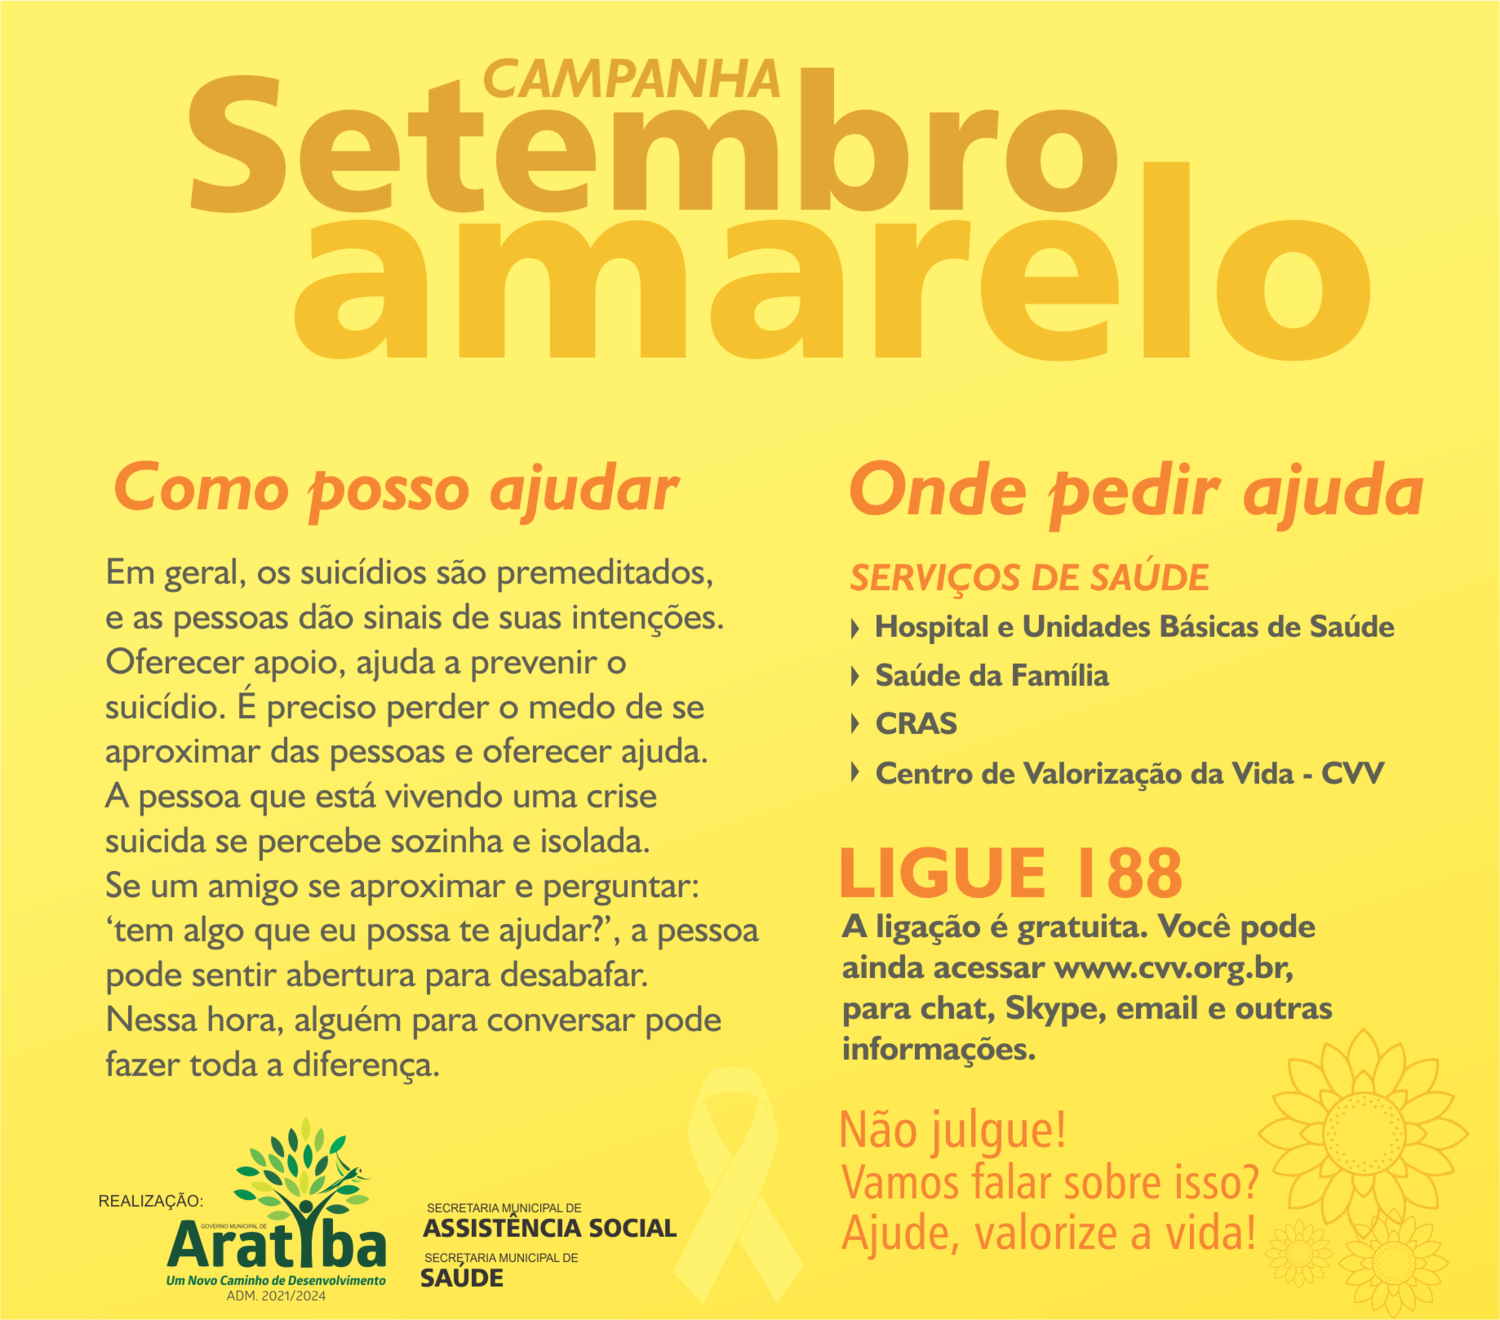 CAMPANHA
Setembro
amarelo
Como posso ajudar
Em geral, os suicídios são premeditados,
e as pessoas dão sinais de suas intenções.
Oferecer apoio, ajuda a prevenir o
suicídio. É preciso perder o medo de se
aproximar das pessoas e oferecer ajuda.
A pessoa que está vivendo uma crise
suicida se percebe sozinha e isolada.
Se um amigo se aproximar e perguntar:
‘tem algo que eu possa te ajudar?’, a pessoa
pode sentir abertura para desabafar.
Nessa hora, alguém para conversar pode
fazer toda a diferença.
Onde pedir ajuda
SERVIÇOS DE SAÚDE
Hospital e Unidades Básicas de Saúde
Saúde da Família
CRAS
Centro de Valorização da Vida - CVV
LIGUE 188
A ligação é gratuita. Você pode
ainda acessar www.cvv.org.br,
para chat, Skype, email e outras
informações.
Não julgue!
Vamos falar sobre isso?
Ajude, valorize a vida!
REALIZAÇÃO:
GOVERNO MUNICIPAL DE
Aratiba
Um Novo Caminho de Desenvolvimento
ADM. 2021/2024
SECRETARIA MUNICIPAL DE
ASSISTÊNCIA SOCIAL
SECRETARIA MUNICIPAL DE
SAÚDE